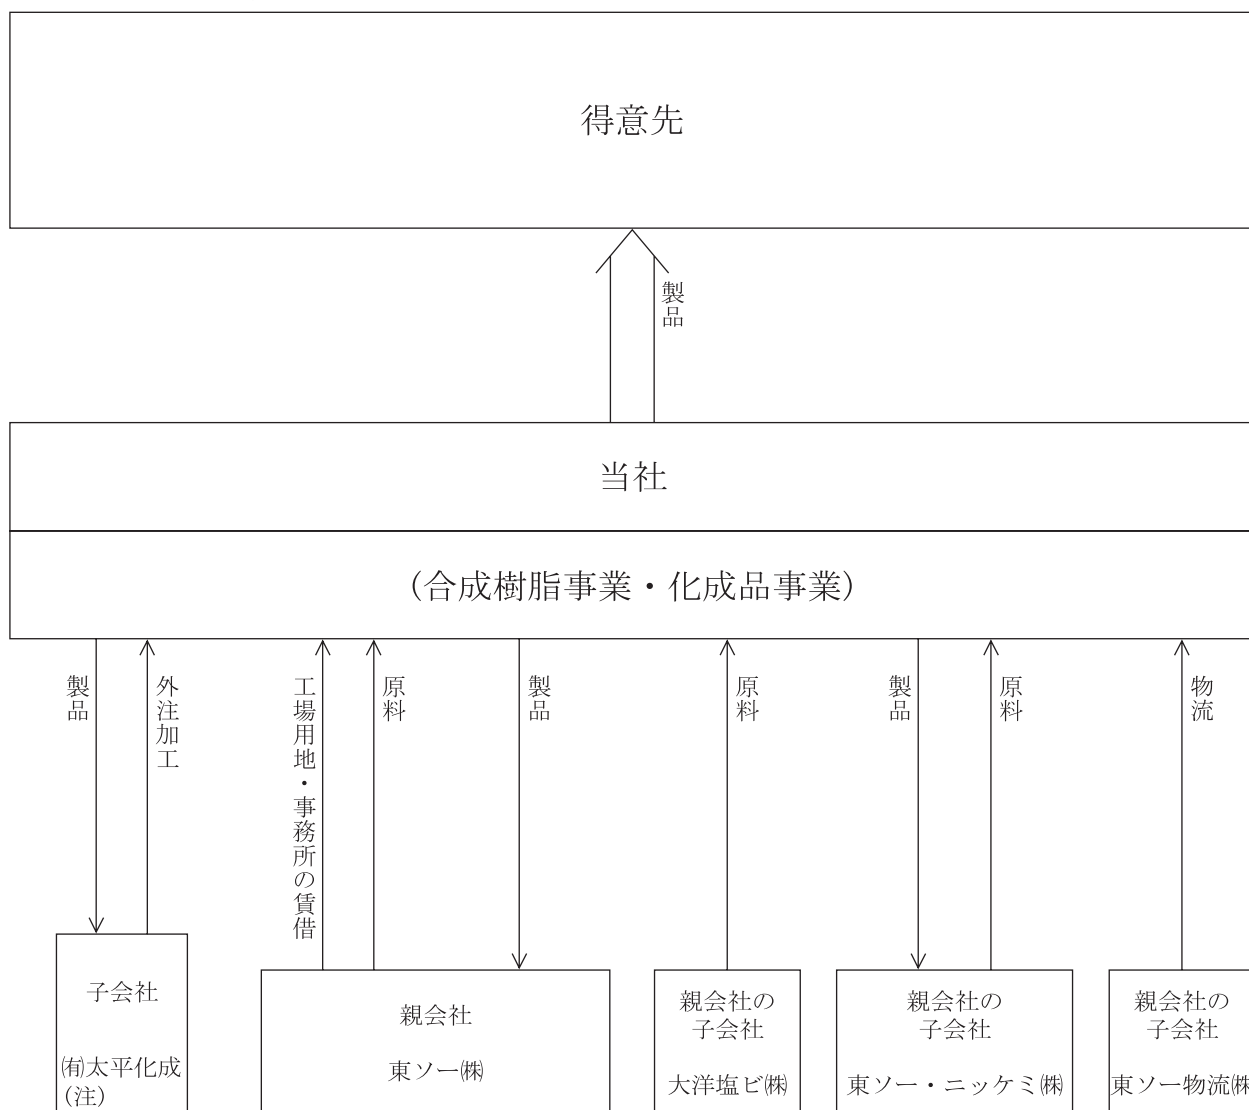 得意先
製品
当社
(合成樹脂事業・化成品事業)
製品
外注加工
工場用地・事務所の賃借
原料
製品
原料
製品
原料
物流
子会社
㈲太平化成
(注)
親会社
東ソー㈱
親会社の
子会社
大洋塩ビ㈱
親会社の
子会社
東ソー・ニッケミ㈱
親会社の
子会社
東ソー物流㈱